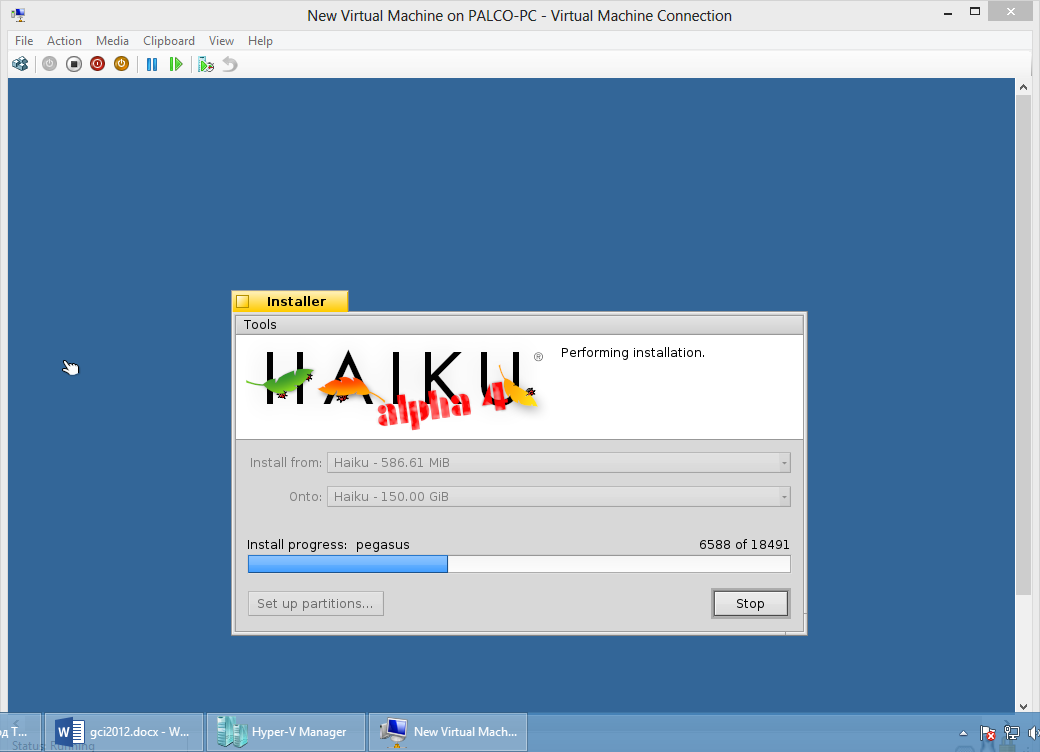 New Virtual Machine on PALCO-PC - Virtual Machine Connection
File Action Media Clipboard View Help
Installer
Tools
HAIKU ®
alpha 4
Performing installation.
Install from: Haiku - 586.61 MiB
Onto: Haiku - 150.00 GiB
Install progress: pegasus 6588 of 18491
Set up partitions... Stop
gci2012.docx - W... Hyper-V Manager New Virtual Mach...
Status: Running